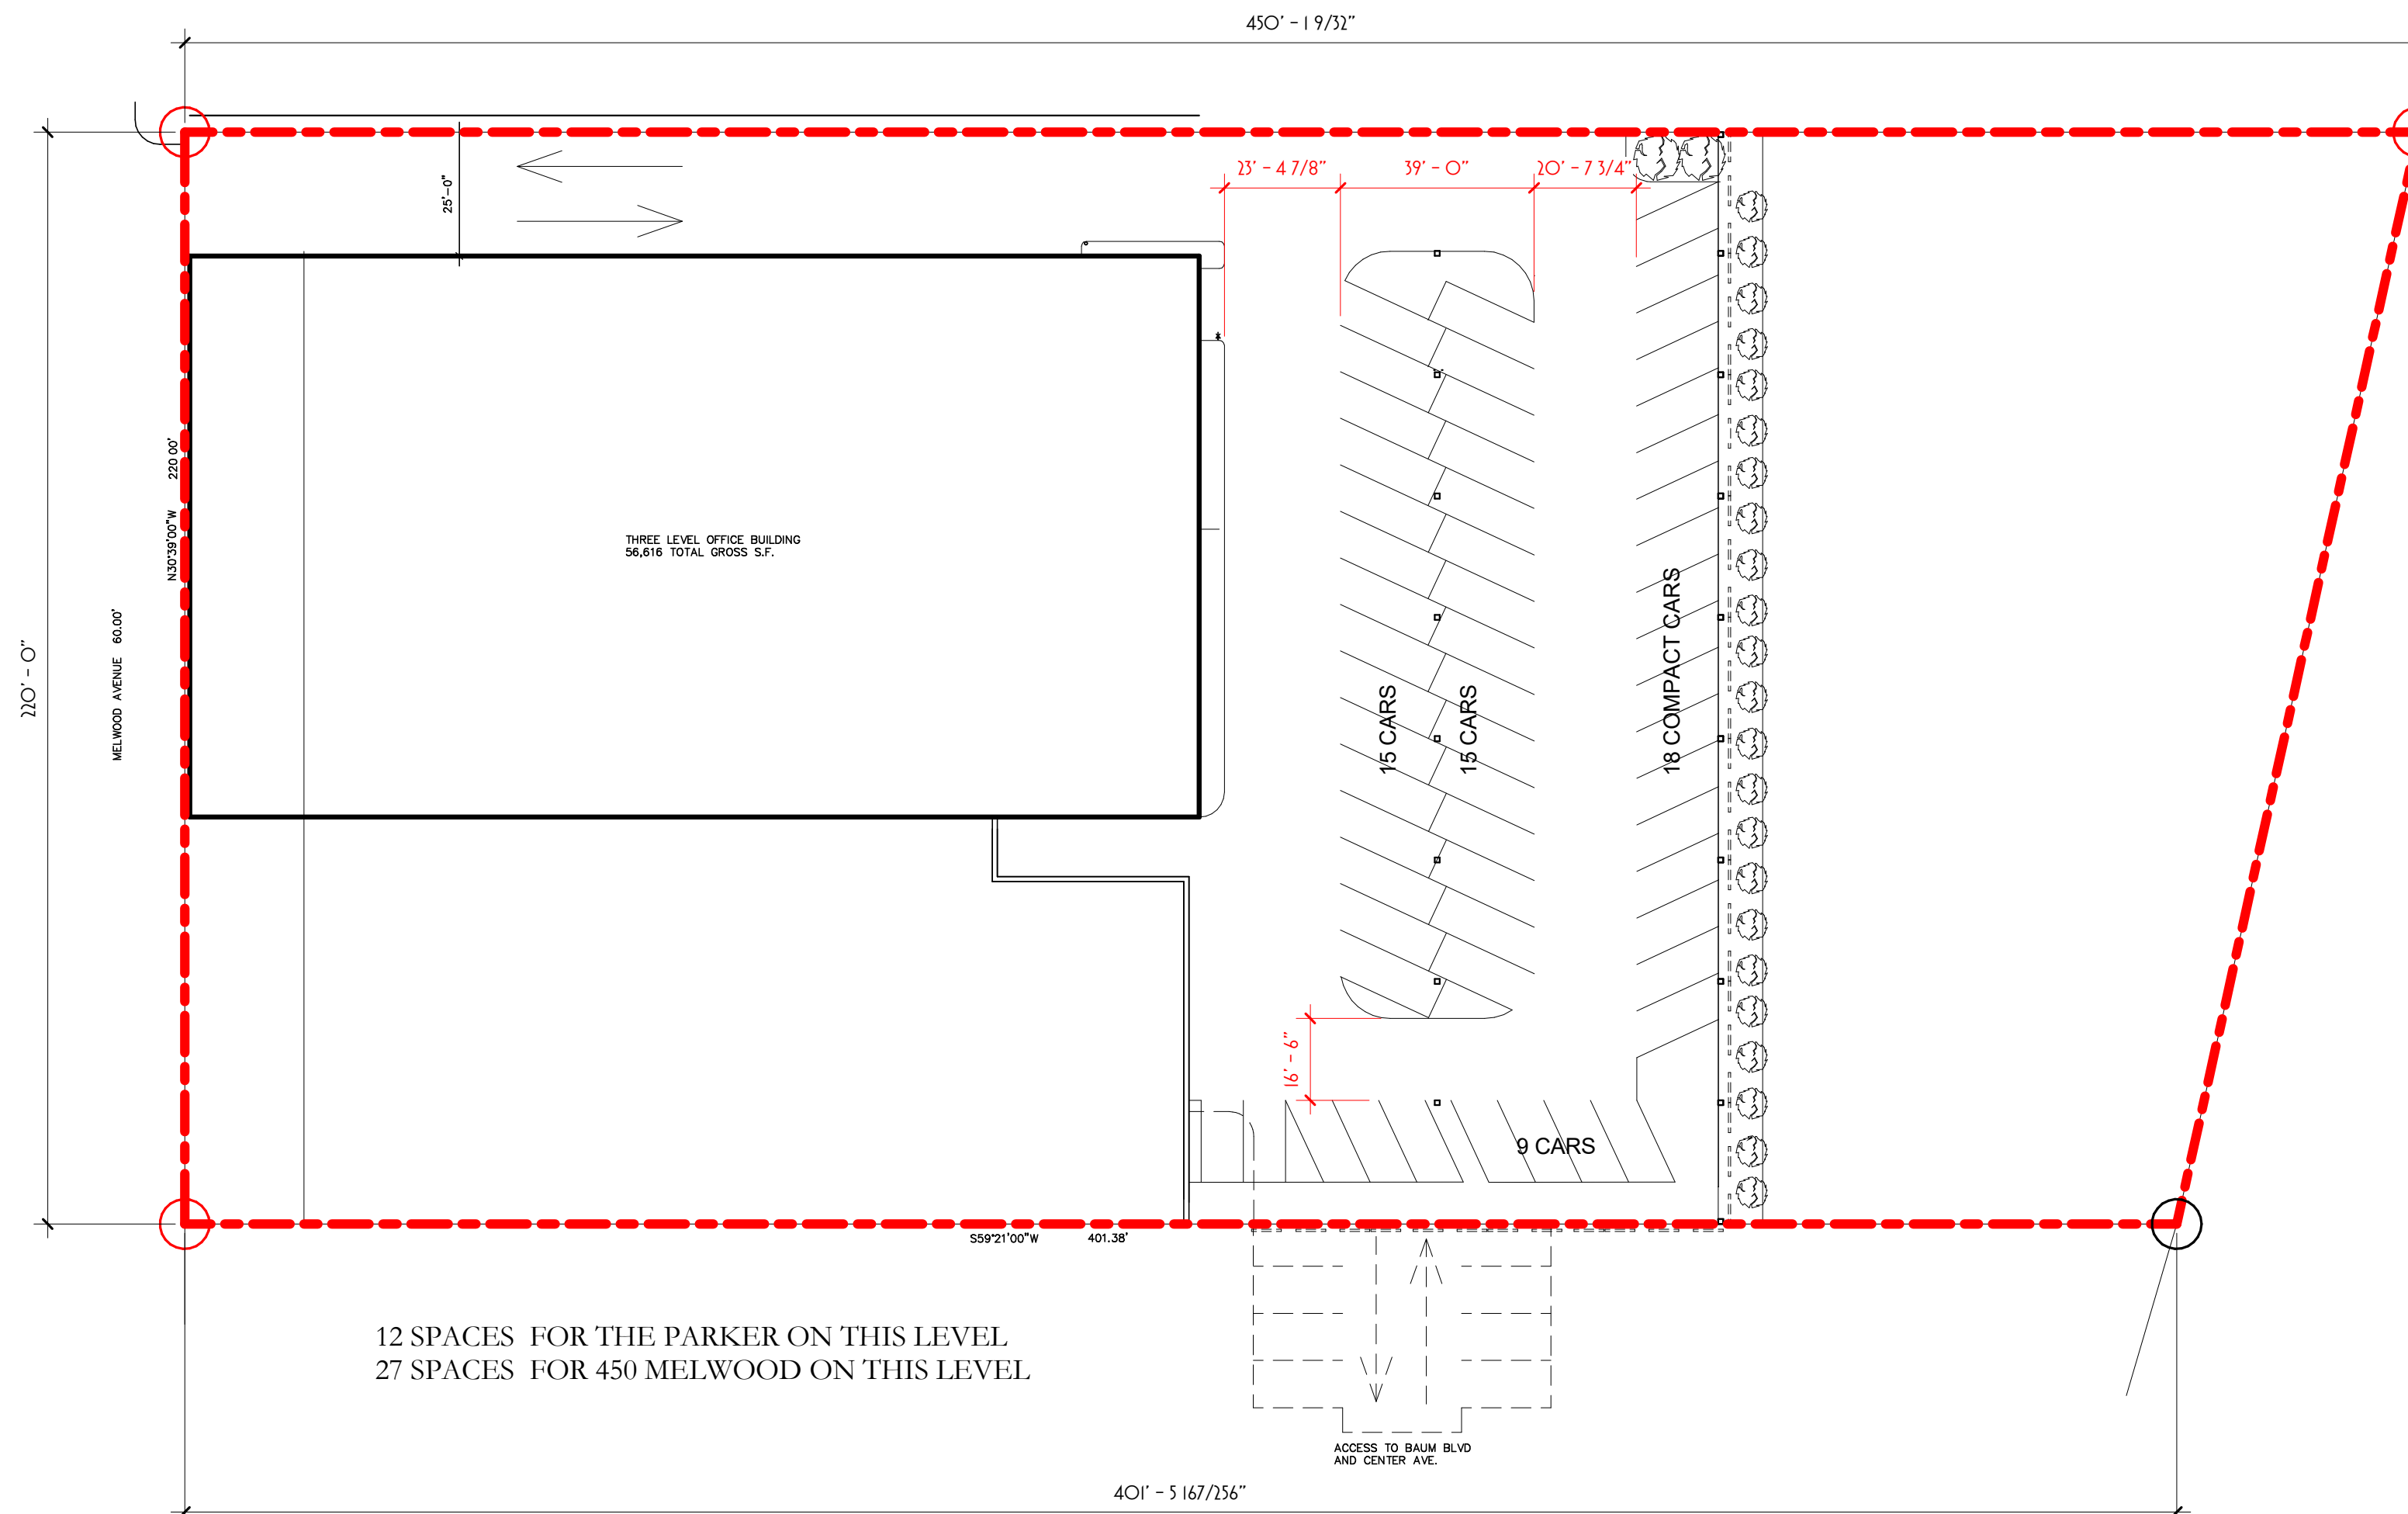 450' - 1 9/32"
23' - 4 7/8"
39' - 0"
20' - 7 3/4"
25'-0"
220.00'
N30°39'00"W
MELWOOD AVENUE 60.00'
220' - 0"
THREE LEVEL OFFICE BUILDING
56,616 TOTAL GROSS S.F.
15 CARS
15 CARS
18 COMPACT CARS
16' - 6"
9 CARS
S59°21'00"W 401.38'
12 SPACES FOR THE PARKER ON THIS LEVEL
27 SPACES FOR 450 MELWOOD ON THIS LEVEL
ACCESS TO BAUM BLVD
AND CENTER AVE.
401' - 5 167/256"